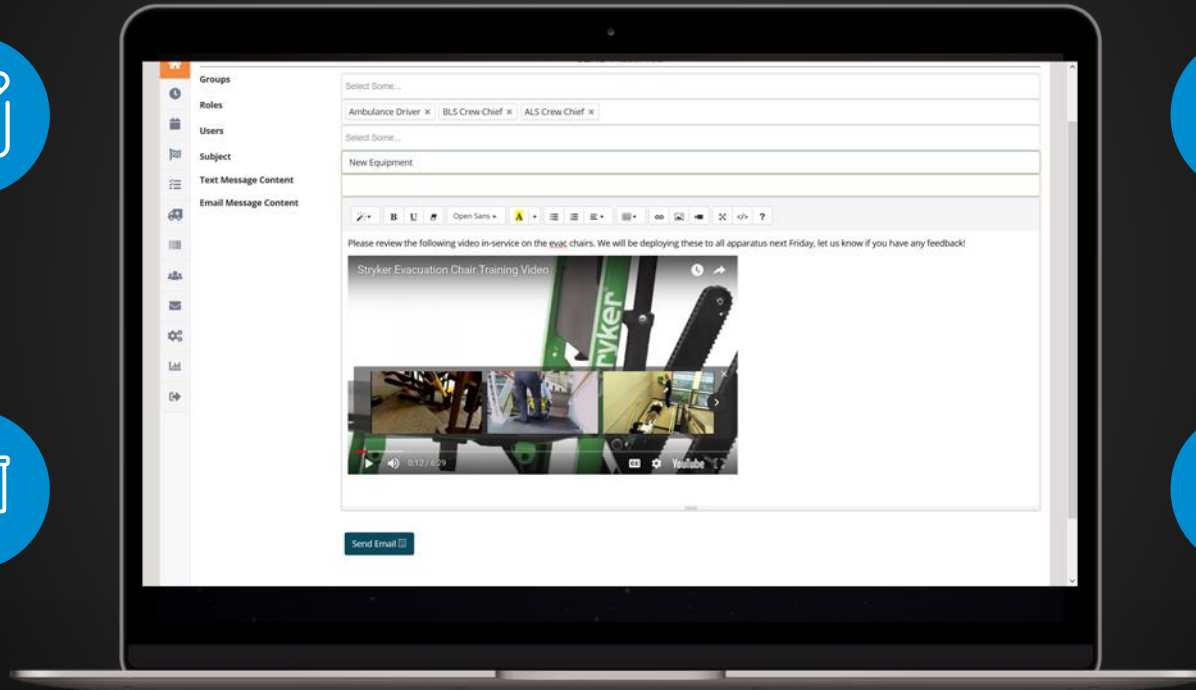 Groups
Select Some...
Roles
Ambulance Driver × BLS Crew Chief × ALS Crew Chief ×
Users
Select Some...
Subject
New Equipment
Text Message Content
Email Message Content
B U Open Sans A </> ?
Please review the following video in-service on the evac chairs. We will be deploying these to all apparatus next Friday, let us know if you have any feedback!
Stryker Evacuation Chair Training Video
stryker
0:12 / 6:29 CC YouTube
Send Email